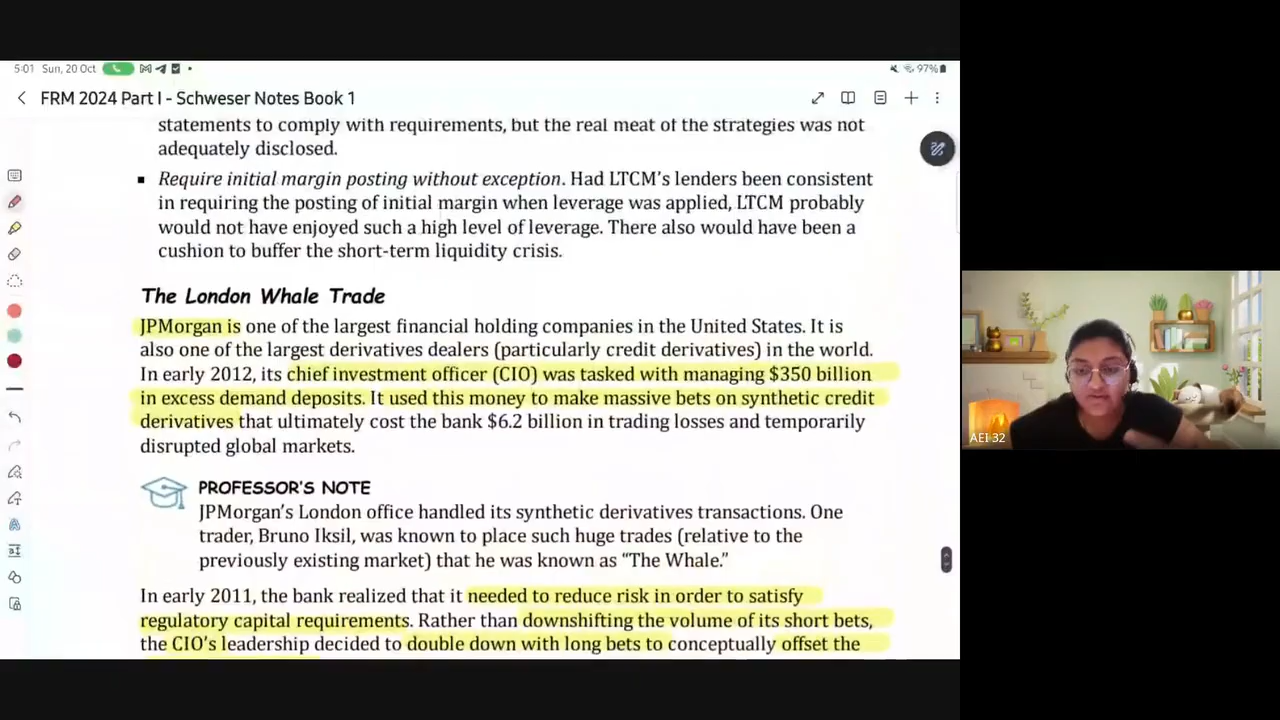 5:01 Sun, 20 Oct
97%
FRM 2024 Part I - Schweser Notes Book 1
statements to comply with requirements, but the real meat of the strategies was not
adequately disclosed.
▪ Require initial margin posting without exception. Had LTCM’s lenders been consistent
in requiring the posting of initial margin when leverage was applied, LTCM probably
would not have enjoyed such a high level of leverage. There also would have been a
cushion to buffer the short-term liquidity crisis.
The London Whale Trade
JPMorgan is one of the largest financial holding companies in the United States. It is
also one of the largest derivatives dealers (particularly credit derivatives) in the world.
In early 2012, its chief investment officer (CIO) was tasked with managing $350 billion
in excess demand deposits. It used this money to make massive bets on synthetic credit
derivatives that ultimately cost the bank $6.2 billion in trading losses and temporarily
disrupted global markets.
PROFESSOR’S NOTE
JPMorgan’s London office handled its synthetic derivatives transactions. One
trader, Bruno Iksil, was known to place such huge trades (relative to the
previously existing market) that he was known as “The Whale.”
In early 2011, the bank realized that it needed to reduce risk in order to satisfy
regulatory capital requirements. Rather than downshifting the volume of its short bets,
the CIO’s leadership decided to double down with long bets to conceptually offset the
AEI 32